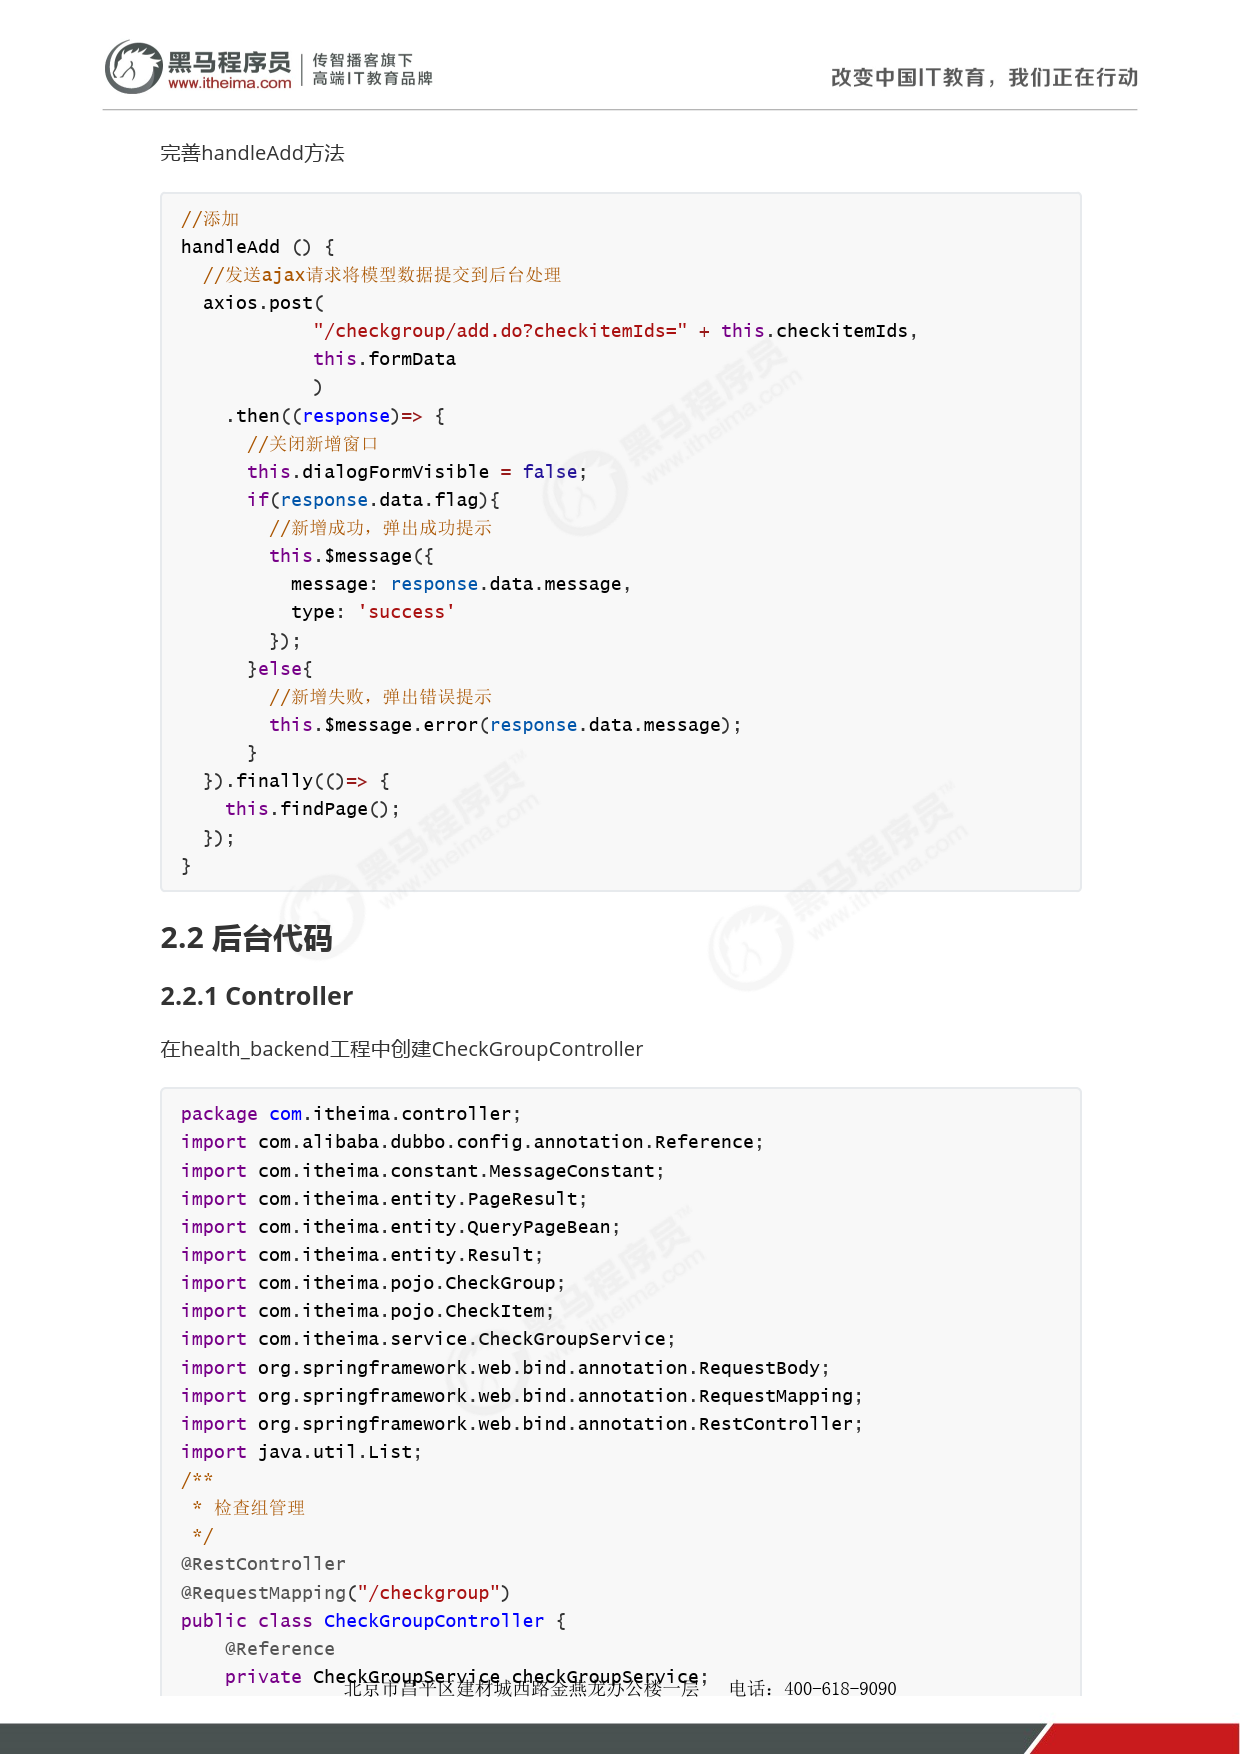 黑马程序员
www.itheima.com
传智播客旗下
高端IT教育品牌
改变中国IT教育，我们正在行动
完善handleAdd方法
//添加
handleAdd () {
  //发送ajax请求将模型数据提交到后台处理
  axios.post(
            "/checkgroup/add.do?checkitemIds=" + this.checkitemIds,
            this.formData
            )
    .then((response)=> {
      //关闭新增窗口
      this.dialogFormVisible = false;
      if(response.data.flag){
        //新增成功，弹出成功提示
        this.$message({
          message: response.data.message,
          type: 'success'
        });
      }else{
        //新增失败，弹出错误提示
        this.$message.error(response.data.message);
      }
  }).finally(()=> {
    this.findPage();
  });
}
2.2 后台代码
2.2.1 Controller
在health_backend工程中创建CheckGroupController
package com.itheima.controller;
import com.alibaba.dubbo.config.annotation.Reference;
import com.itheima.constant.MessageConstant;
import com.itheima.entity.PageResult;
import com.itheima.entity.QueryPageBean;
import com.itheima.entity.Result;
import com.itheima.pojo.CheckGroup;
import com.itheima.pojo.CheckItem;
import com.itheima.service.CheckGroupService;
import org.springframework.web.bind.annotation.RequestBody;
import org.springframework.web.bind.annotation.RequestMapping;
import org.springframework.web.bind.annotation.RestController;
import java.util.List;
/**
 * 检查组管理
 */
@RestController
@RequestMapping("/checkgroup")
public class CheckGroupController {
    @Reference
    private CheckGroupService checkGroupService;
北京市昌平区建材城西路金燕龙办公楼一层   电话：400-618-9090